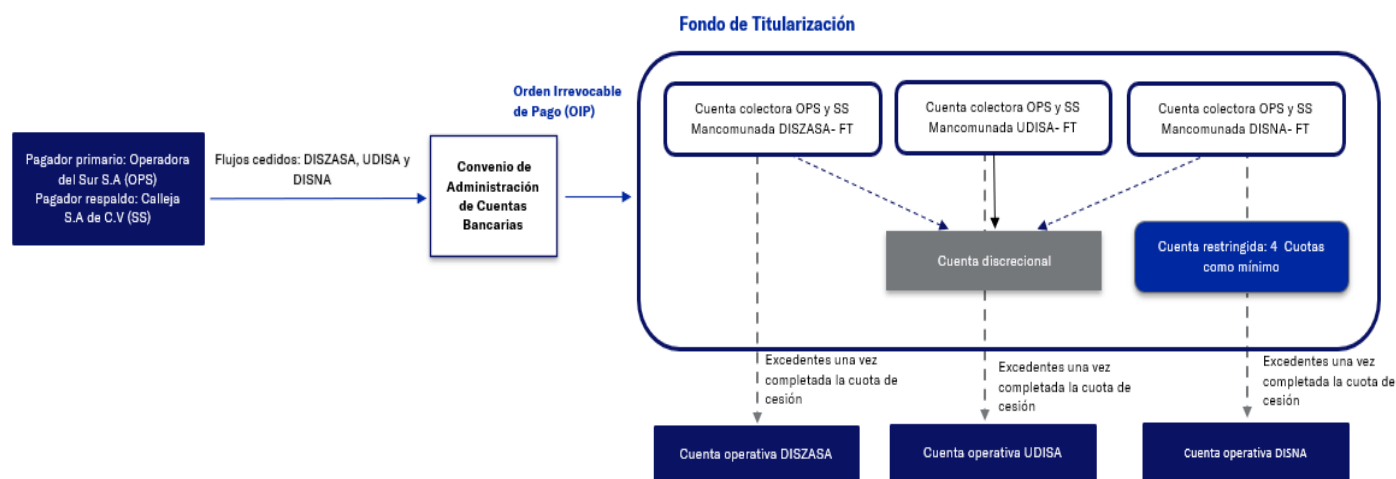 Fondo de Titularización
Orden Irrevocable
de Pago (OIP)
Pagador primario: Operadora
del Sur S.A (OPS)
Pagador respaldo: Calleja
S.A de C.V (SS)
Flujos cedidos: DISZASA, UDISA y
DISNA
Convenio de
Administración
de Cuentas
Bancarias
Cuenta colectora OPS y SS
Mancomunada DISZASA- FT
Cuenta colectora OPS y SS
Mancomunada UDISA- FT
Cuenta colectora OPS y SS
Mancomunada DISNA- FT
Cuenta discrecional
Cuenta restringida: 4 Cuotas
como mínimo
Excedentes una vez
completada la cuota de
cesión
Excedentes una vez
completada la cuota de
cesión
Excedentes una vez
completada la cuota de
cesión
Cuenta operativa DISZASA
Cuenta operativa UDISA
Cuenta operativa DISNA